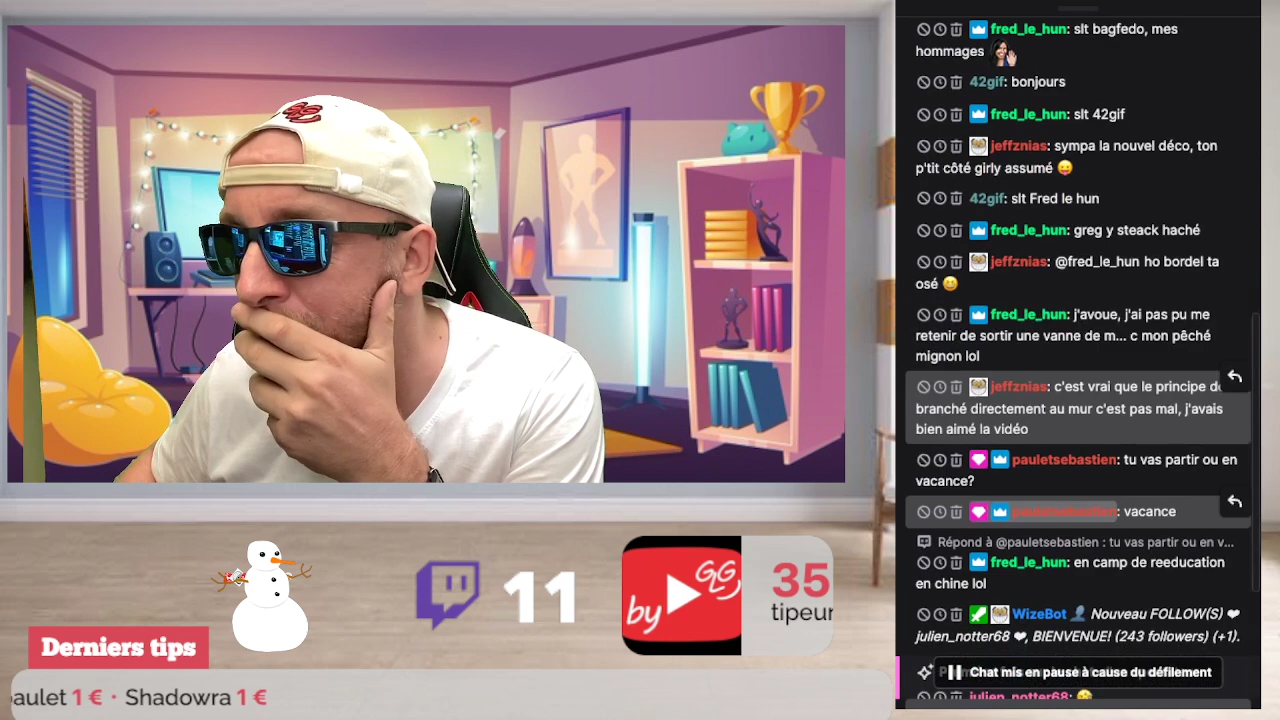 fred_le_hun: slt bagfedo, mes
hommages
42gif: bonjours
fred_le_hun: slt 42gif
jeffznias: sympa la nouvel déco, ton
p'tit côté girly assumé
42gif: slt Fred le hun
fred_le_hun: greg y steack haché
jeffznias: @fred_le_hun ho bordel ta
osé
fred_le_hun: j'avoue, j'ai pas pu me
retenir de sortir une vanne de m... c mon pêché
mignon lol
jeffznias: c'est vrai que le principe de
branché directement au mur c'est pas mal, j'avais
bien aimé la vidéo
pauletsebastien: tu vas partir ou en
vacance?
pauletsebastien: vacance
Répond à @pauletsebastien : tu vas partir ou en v...
fred_le_hun: en camp de reeducation
en chine lol
WizeBot Nouveau FOLLOW(S) ❤
julien_notter68 ❤, BIENVENUE! (243 followers) (+1).
Chat mis en pause à cause du défilement
julien_notter68:
11
by GG
35
tipeur
Derniers tips
paulet 1 € · Shadowra 1 €